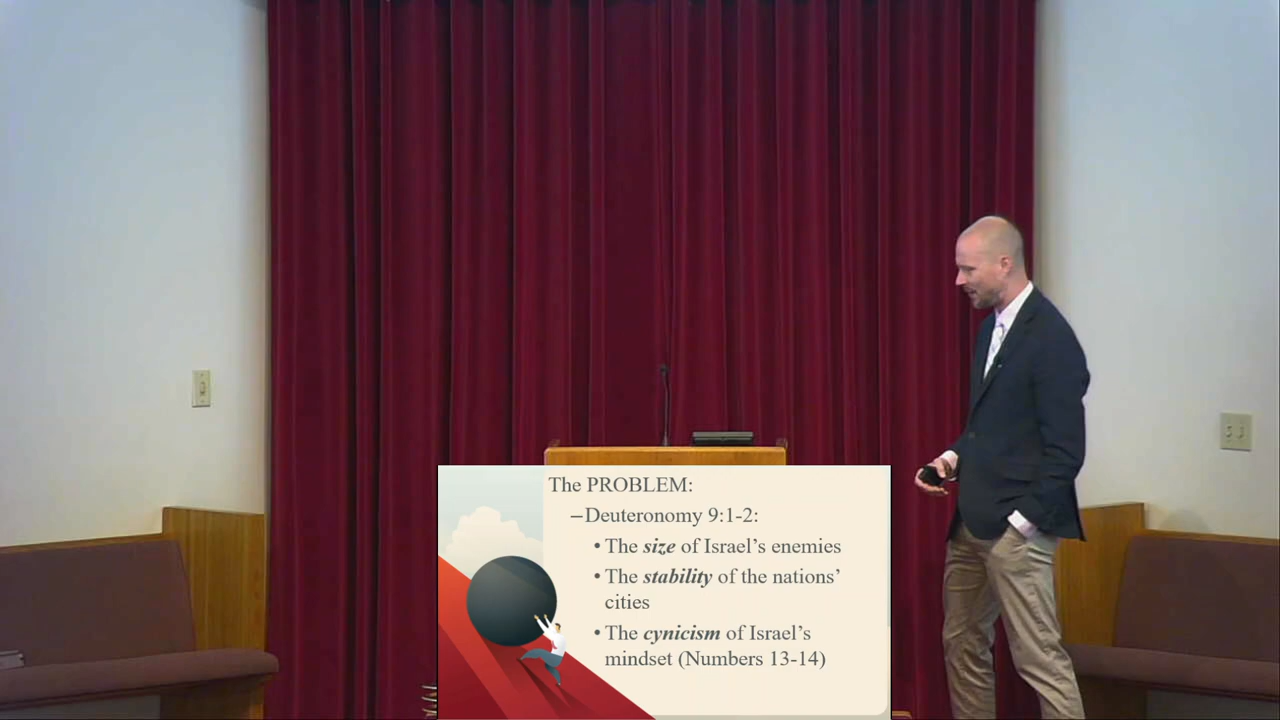 The PROBLEM:
–Deuteronomy 9:1-2:
• The size of Israel’s enemies
• The stability of the nations’
cities
• The cynicism of Israel’s
mindset (Numbers 13-14)